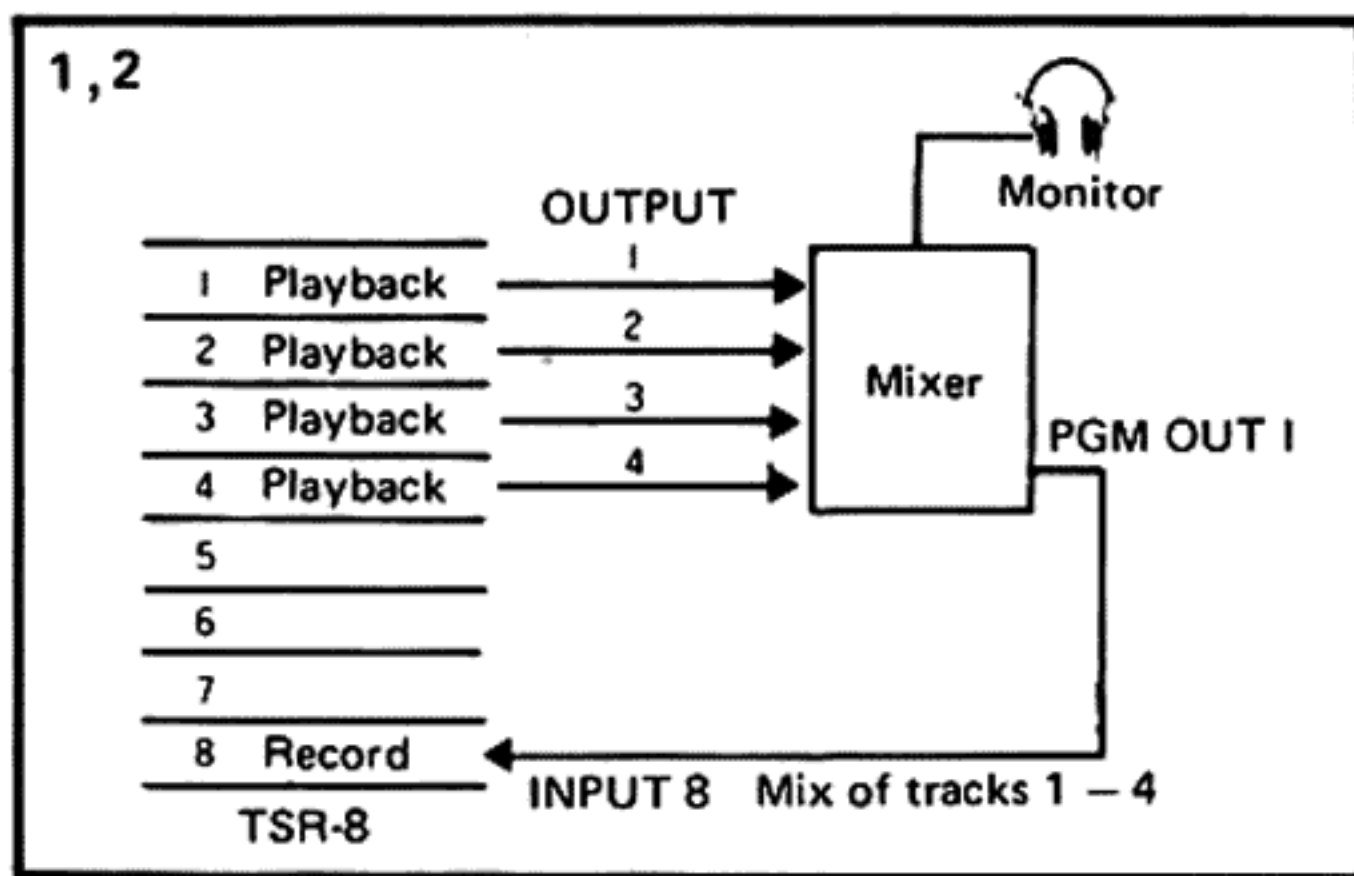 1,2
Monitor
OUTPUT
1
1 Playback
2
2 Playback
Mixer
3
3 Playback
PGM OUT 1
4
4 Playback
5
6
7
8 Record
INPUT 8 Mix of tracks 1 – 4
TSR-8